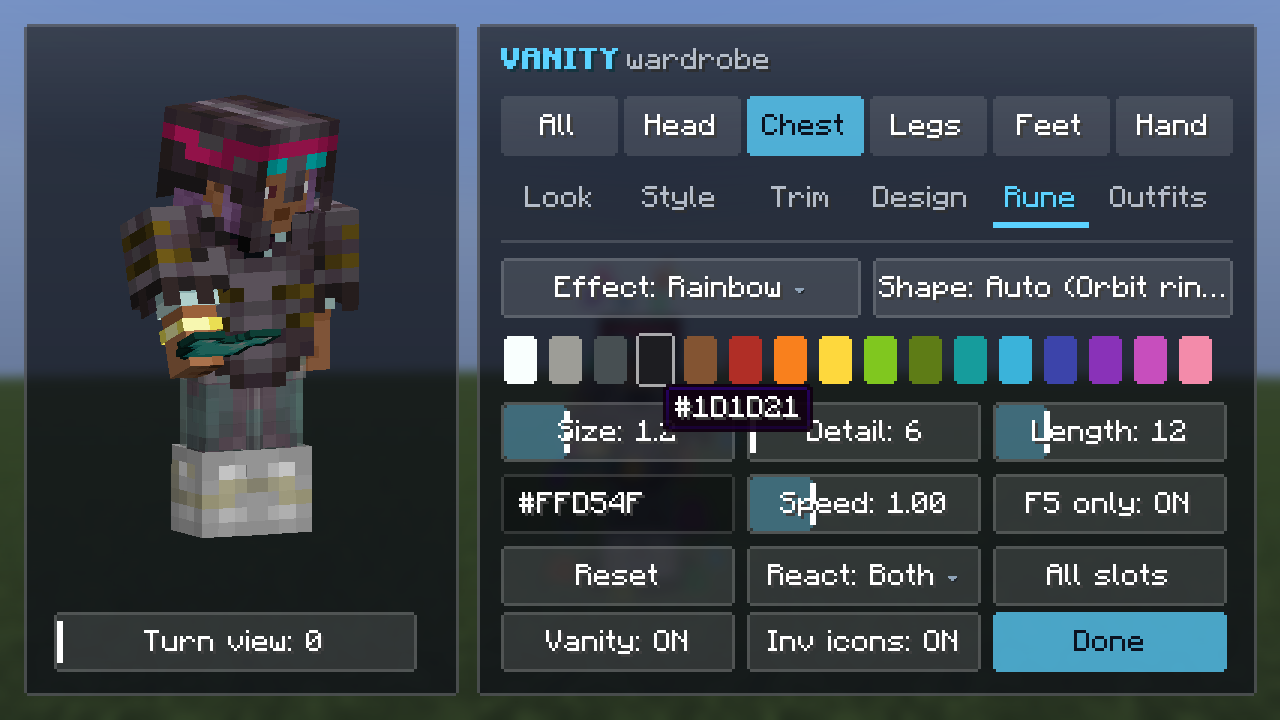 VANITY wardrobe
All Head Chest Legs Feet Hand
Look Style Trim Design Rune Outfits
Effect: Rainbow Shape: Auto (Orbit rin...
#1D1D21
Size: Detail: 6 Length: 12
#FFD54F Speed: 1.00 F5 only: ON
Reset React: Both All slots
Turn view: 0 Vanity: ON Inv icons: ON Done